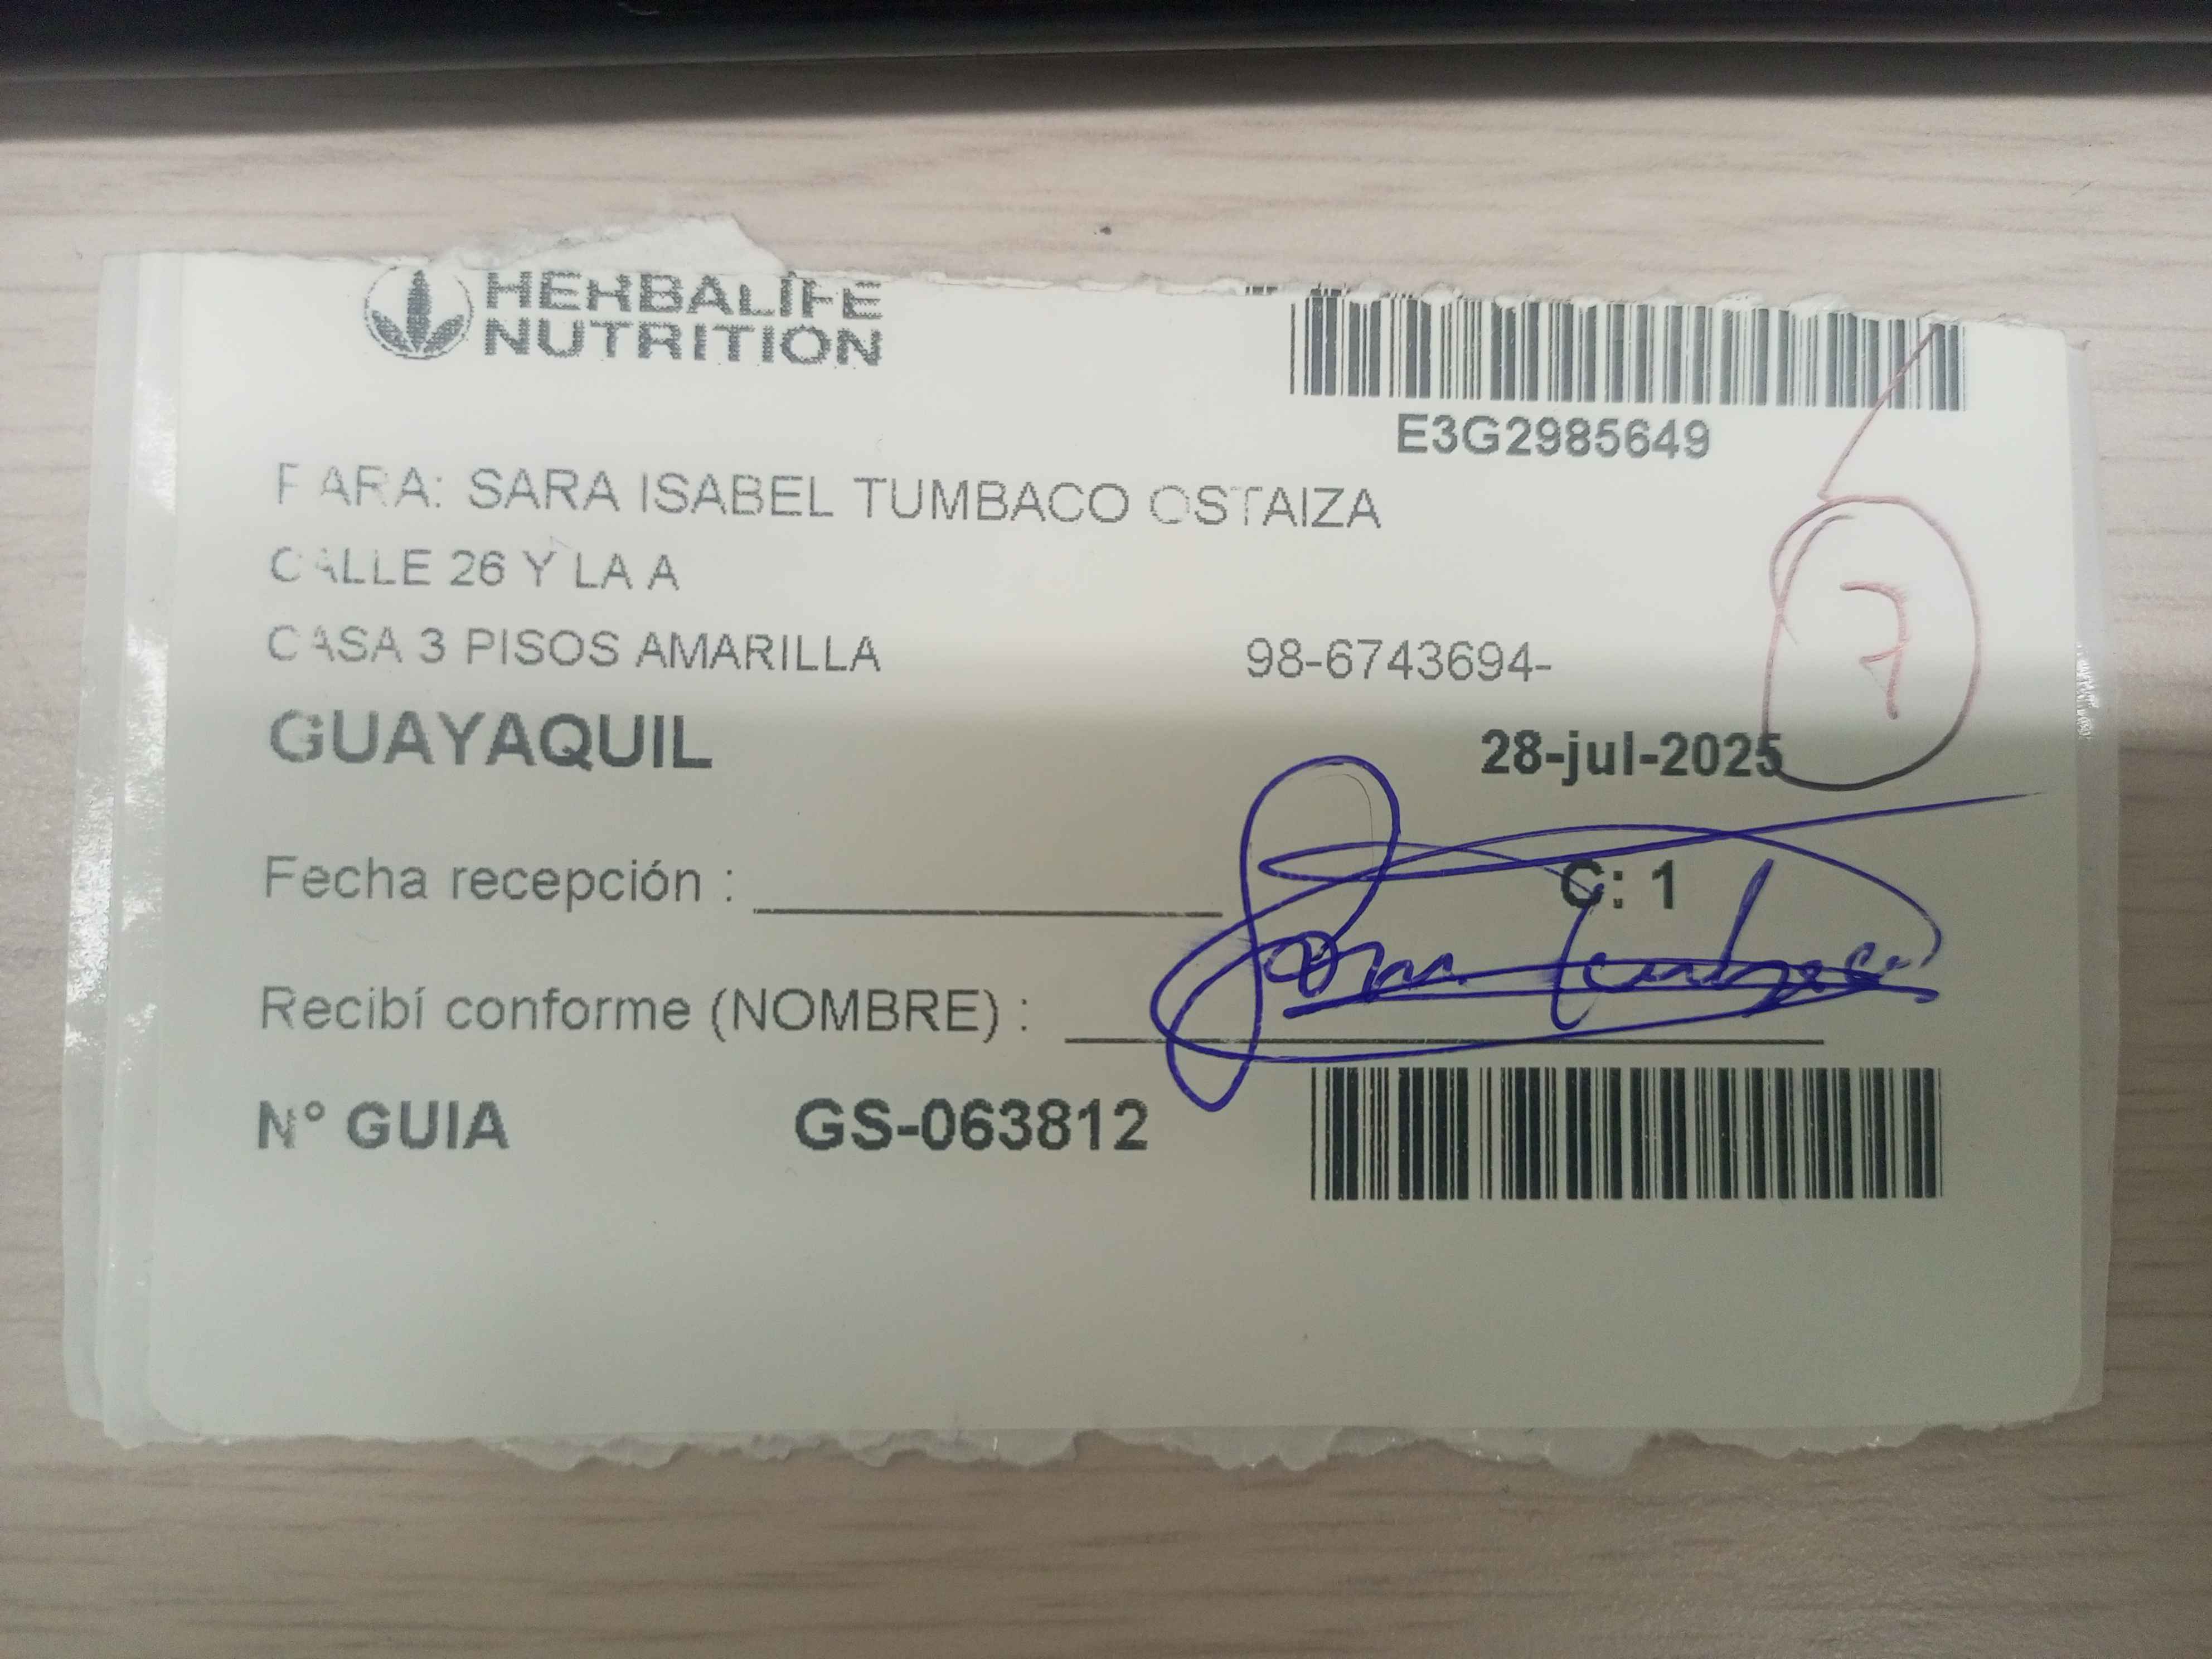 HERBALIFE
NUTRITION
E3G2985649
PARA: SARA ISABEL TUMBACO OSTAIZA
CALLE 26 Y LA A
CASA 3 PISOS AMARILLA 98-6743694-
7
GUAYAQUIL 28-jul-2025
Fecha recepción : C: 1
Recibí conforme (NOMBRE) :
N° GUIA GS-063812